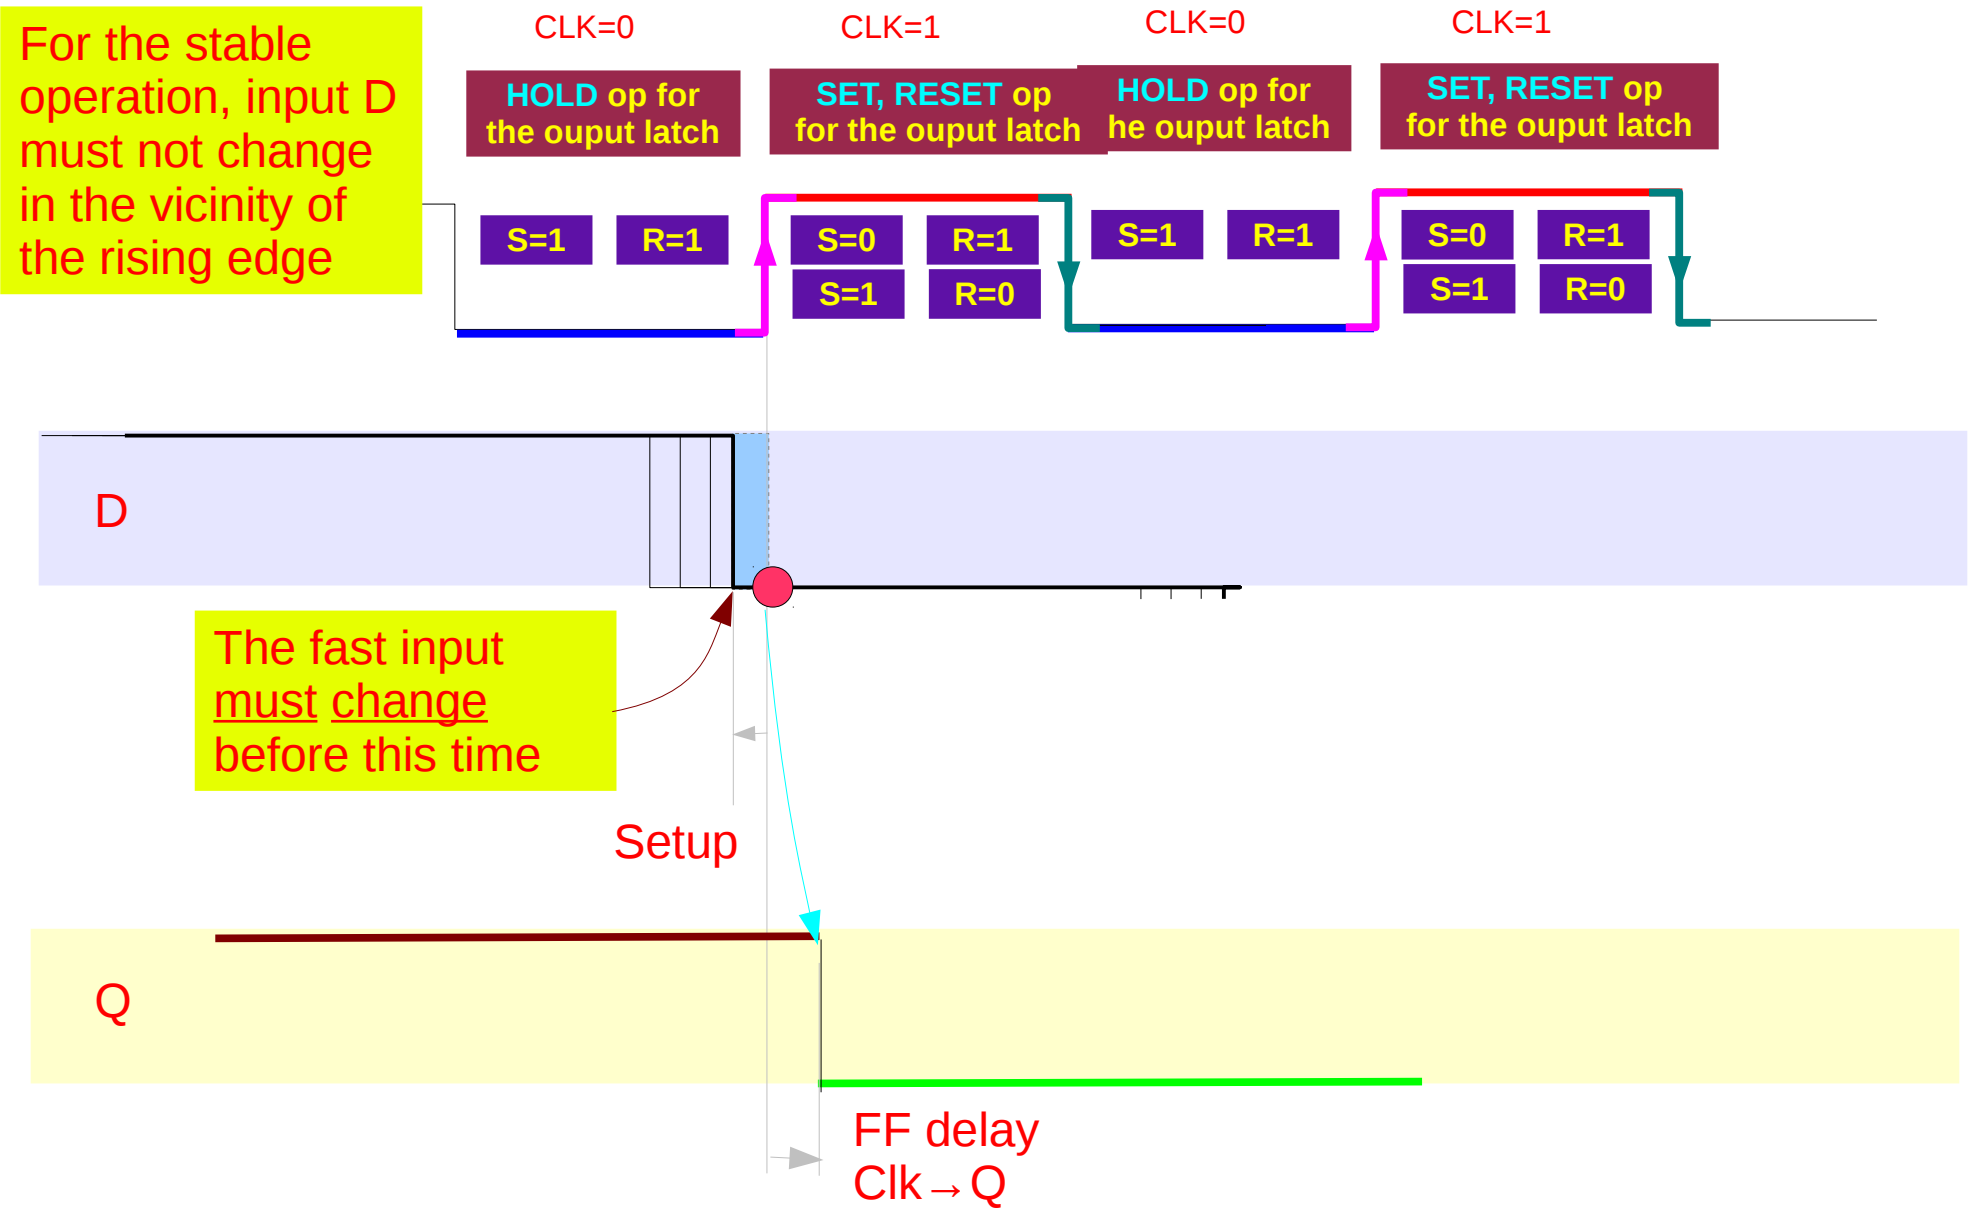 For the stable
operation, input D
must not change
in the vicinity of
the rising edge
CLK=0
CLK=1
CLK=0
CLK=1
HOLD op for
the ouput latch
SET, RESET op
for the ouput latch
HOLD op for
he ouput latch
SET, RESET op
for the ouput latch
S=1 R=1
S=0 R=1
S=1 R=0
S=1 R=1
S=0 R=1
S=1 R=0
D
The fast input
must change
before this time
Setup
Q
FF delay
Clk→Q